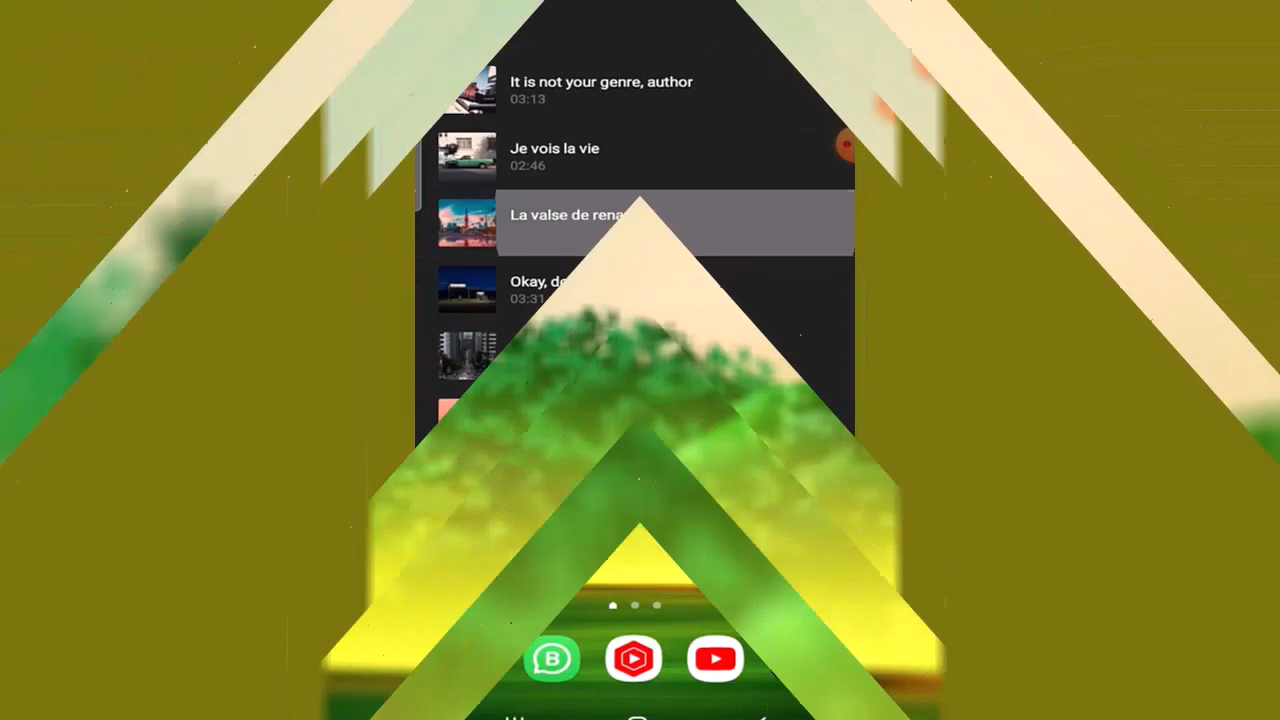 It is not your genre, author
03:13
Je vois la vie
02:46
La valse de rena
Okay, d
03:31
B